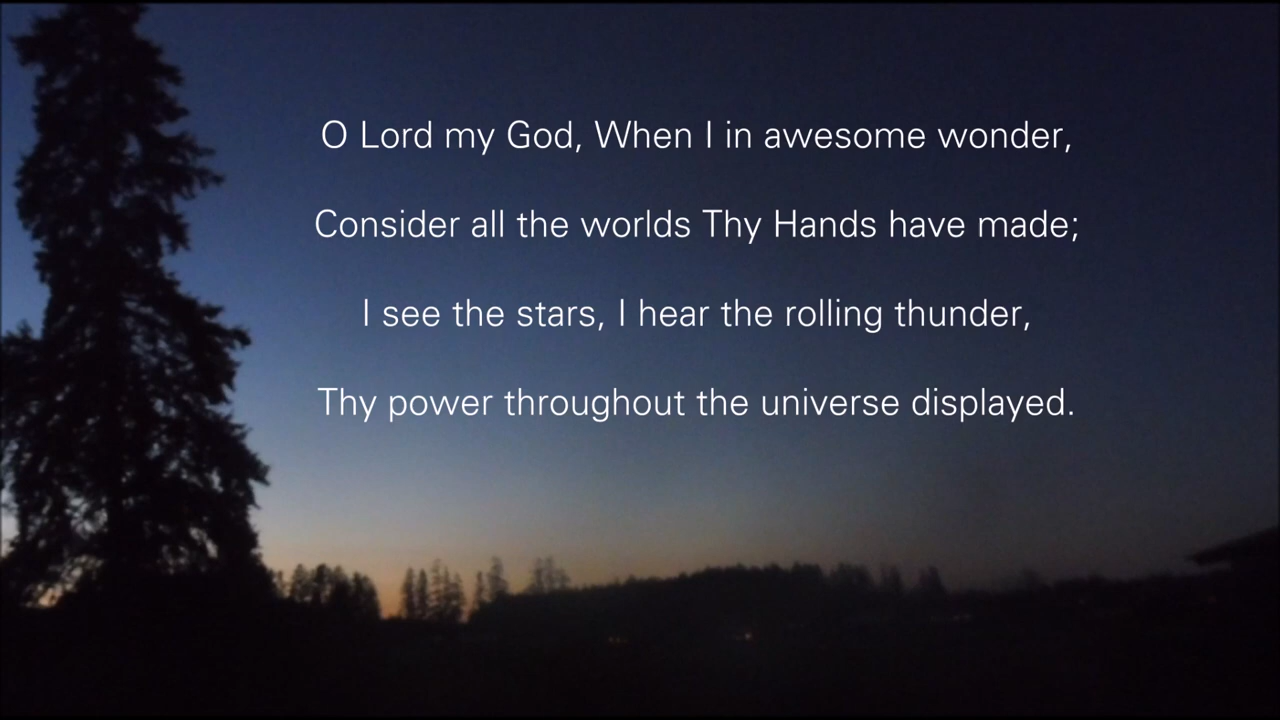 O Lord my God, When I in awesome wonder,
Consider all the worlds Thy Hands have made;
I see the stars, I hear the rolling thunder,
Thy power throughout the universe displayed.